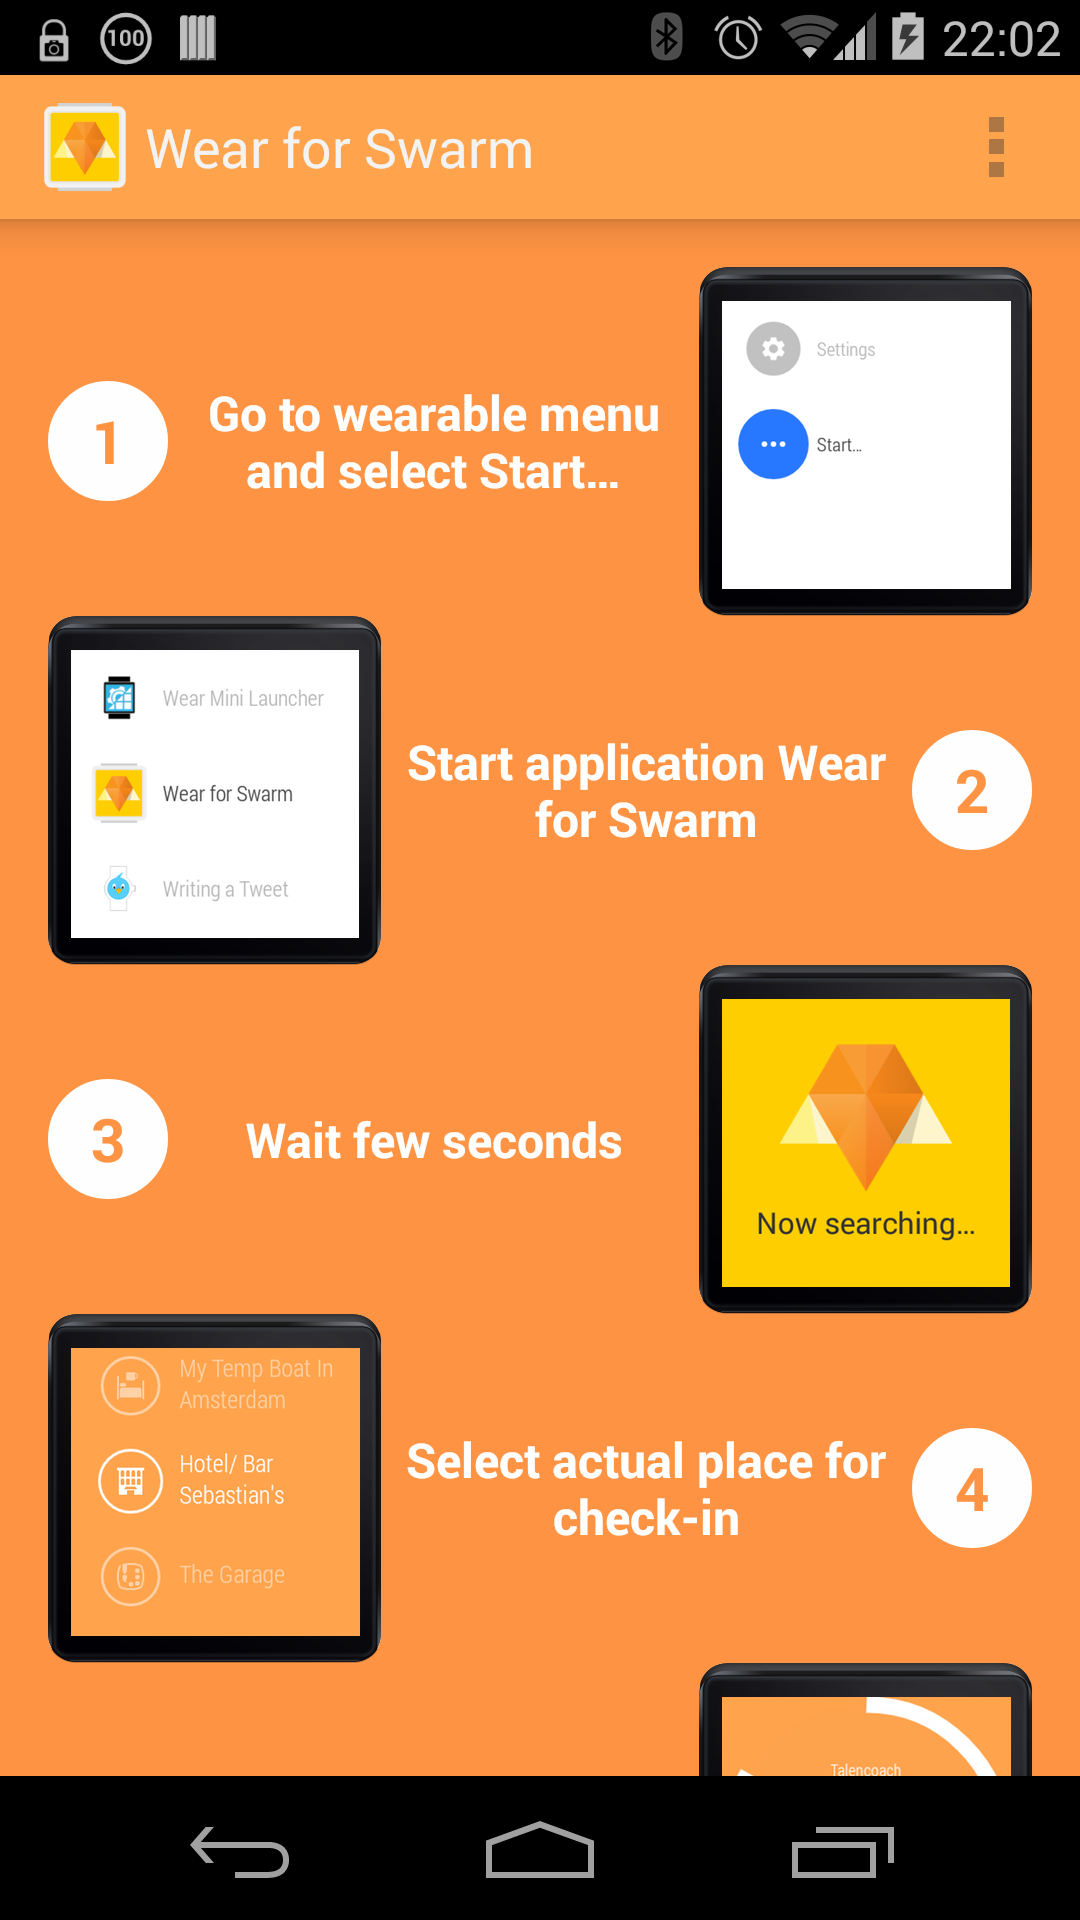 100
22:02
Wear for Swarm
Settings
Start...
1
Go to wearable menu
and select Start...
Wear Mini Launcher
Wear for Swarm
Writing a Tweet
Start application Wear
for Swarm
2
3
Wait few seconds
Now searching...
My Temp Boat In
Amsterdam
Hotel/ Bar
Sebastian's
The Garage
Select actual place for
check-in
4
Talencoach